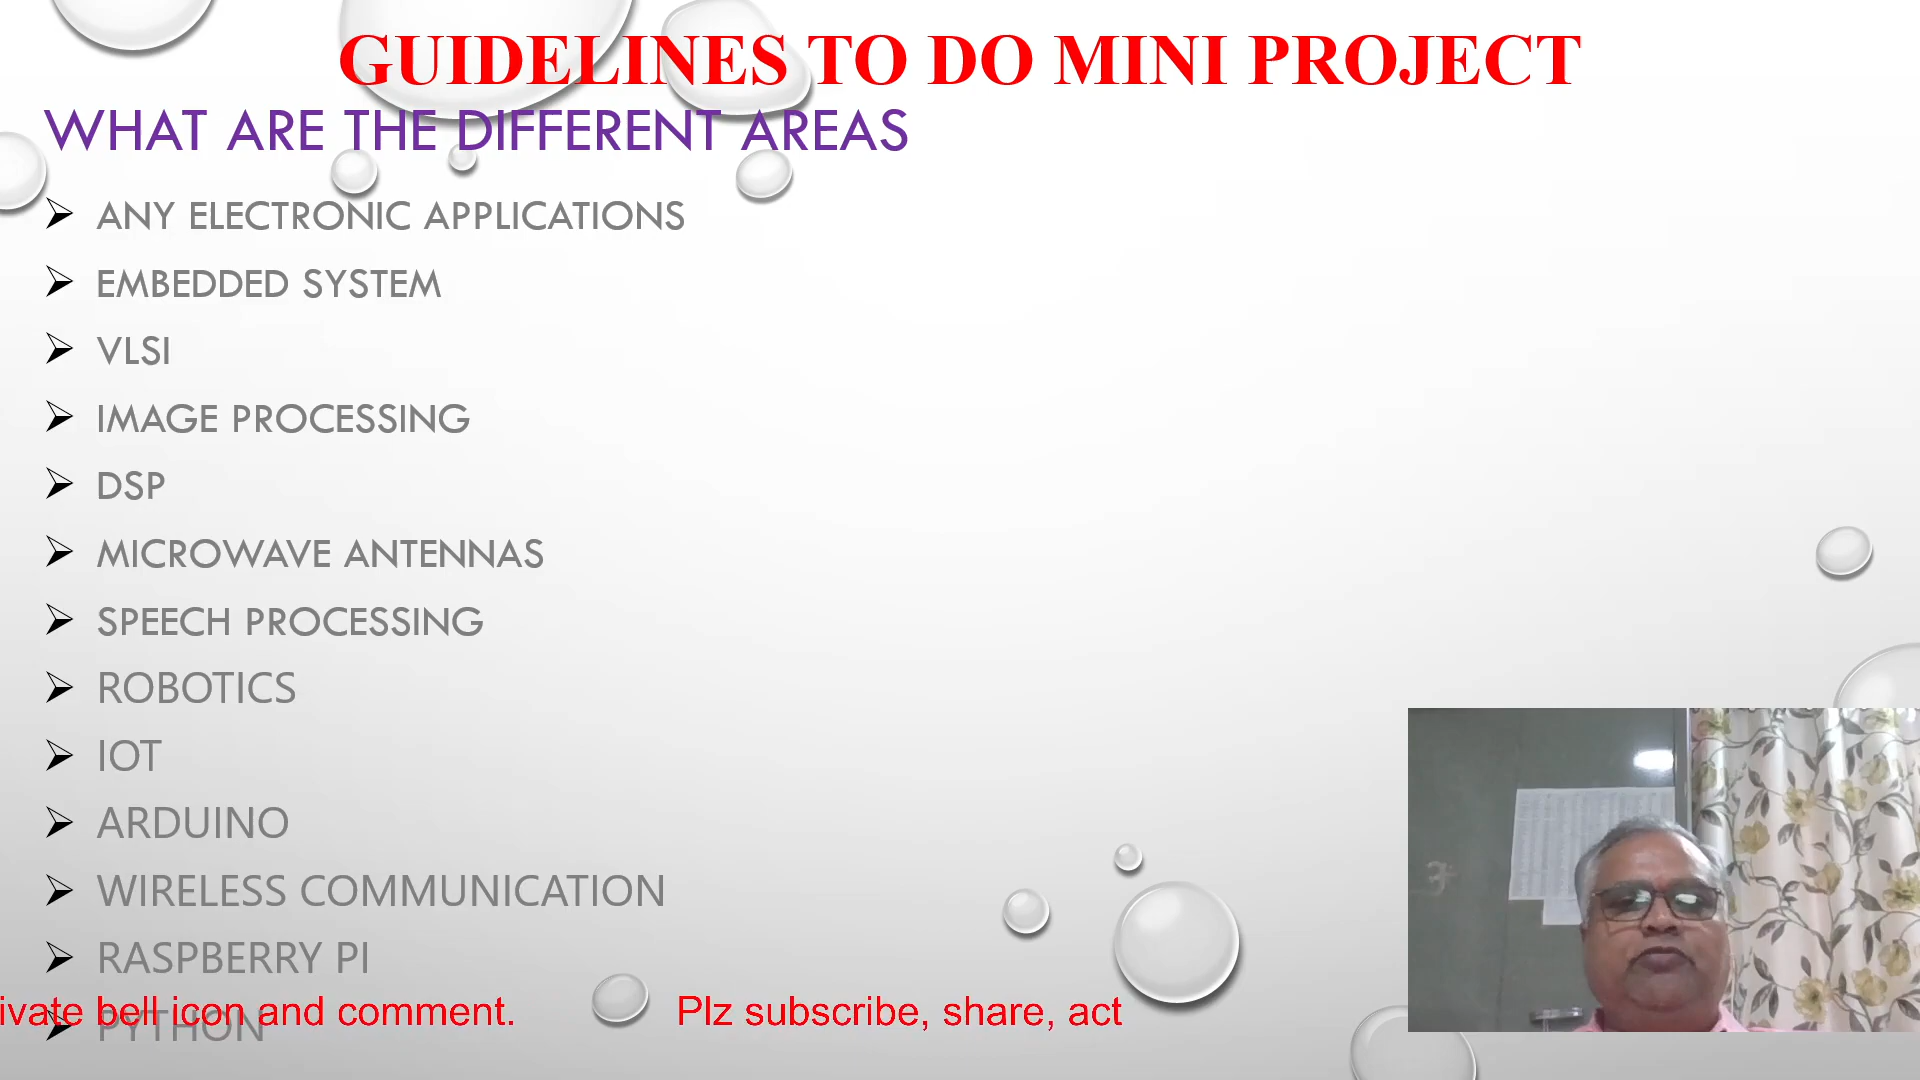 GUIDELINES TO DO MINI PROJECT
WHAT ARE THE DIFFERENT AREAS
ANY ELECTRONIC APPLICATIONS
EMBEDDED SYSTEM
VLSI
IMAGE PROCESSING
DSP
MICROWAVE ANTENNAS
SPEECH PROCESSING
ROBOTICS
IOT
ARDUINO
WIRELESS COMMUNICATION
RASPBERRY PI
ivate bell icon and comment. Plz subscribe, share, act
PYTHON